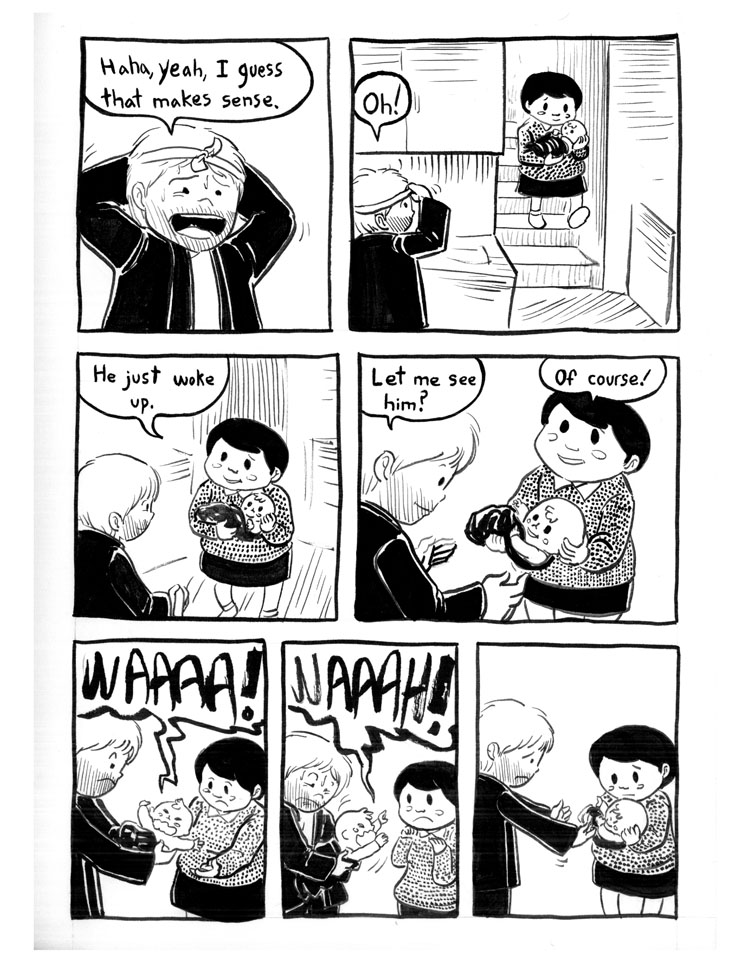 Haha, yeah, I guess
that makes sense.
Oh!
He just woke
up.
Let me see
him?
Of course!
WAAAA!
WAAAH!